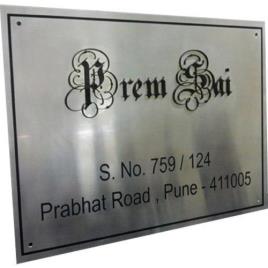 Prem Sai
S. No. 759 / 124
Prabhat Road , Pune - 411005